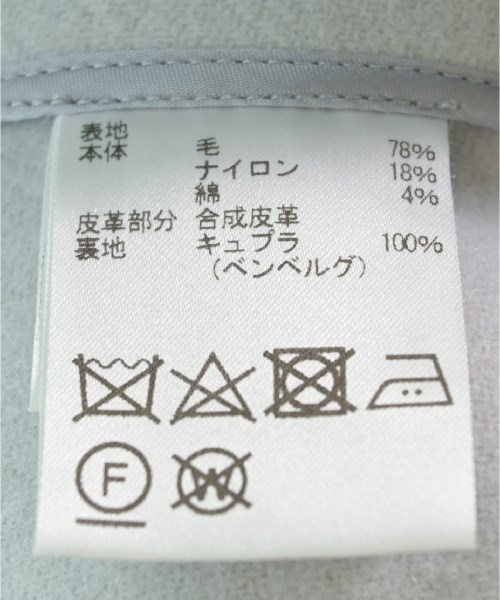 表地
本体 毛 78%
ナイロン 18%
綿 4%
皮革部分 合成皮革
裏地 キュプラ 100%
(ベンベルグ)
F W